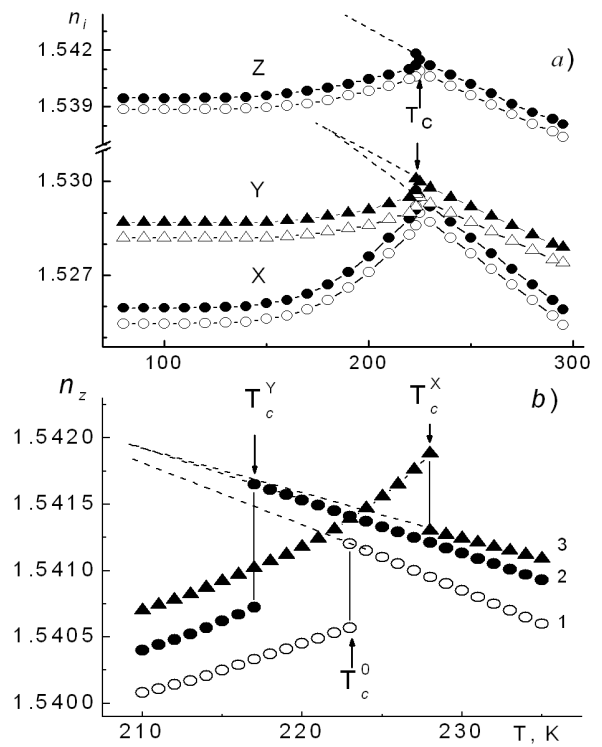 n_i
a)
1.542
Z
1.539
T_c
1.530
Y
1.527
X
100 200 300
n_z
T_c^Y T_c^X b)
1.5420
1.5415
3
1.5410
2
1
1.5405
T_c^0
1.5400
210 220 230 T, K